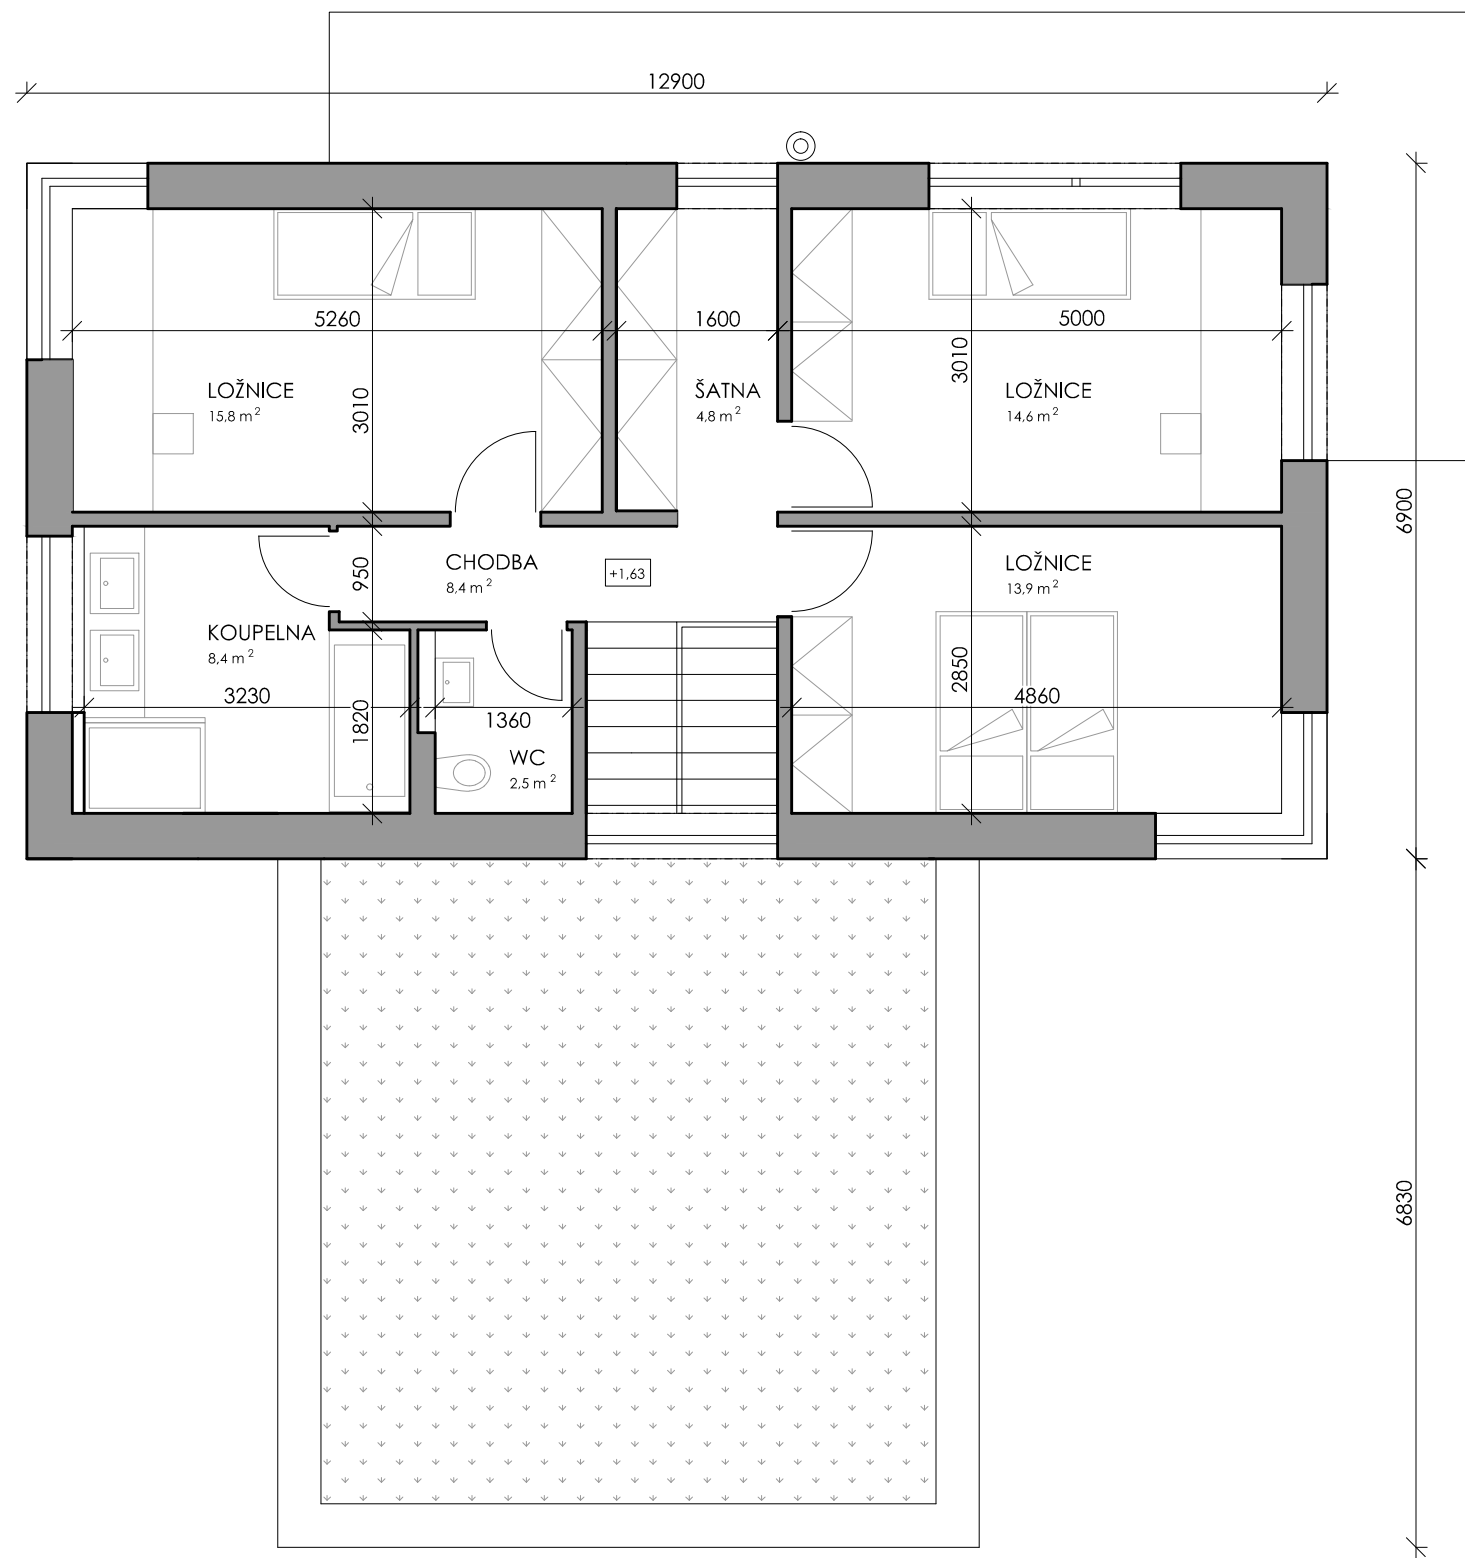 12900
5260
1600
5000
3010
3010
LOŽNICE
15,8 m²
ŠATNA
4,8 m²
LOŽNICE
14,6 m²
6900
950
CHODBA
8,4 m²
+1,63
LOŽNICE
13,9 m²
KOUPELNA
8,4 m²
3230
1820
1360
2850
4860
WC
2,5 m²
6830